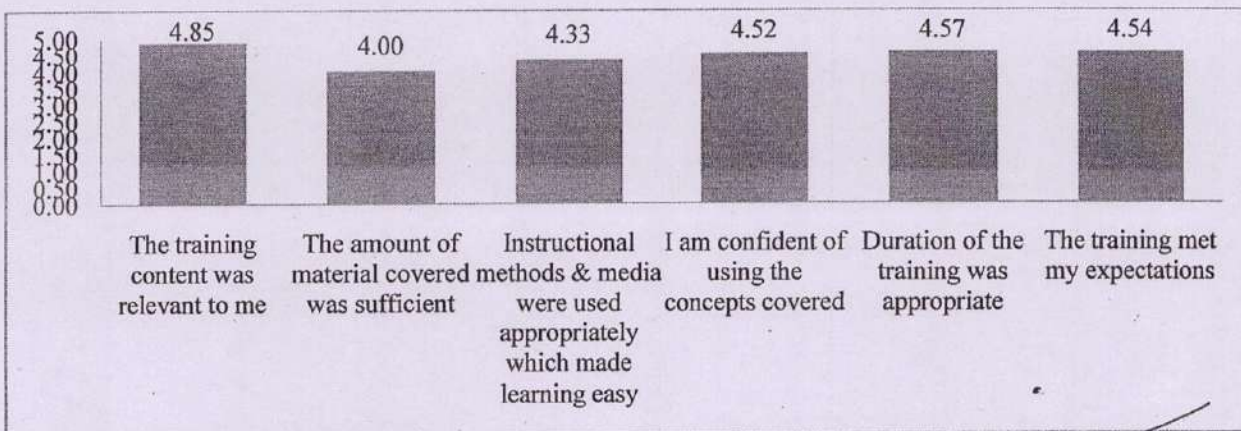 4.85 4.00 4.33 4.52 4.57 4.54
5.00
4.50
4.00
3.50
3.00
2.50
2.00
1.50
1.00
0.50
0.00
The training
content was
relevant to me
The amount of
material covered
was sufficient
Instructional
methods & media
were used
appropriately
which made
learning easy
I am confident of
using the
concepts covered
Duration of the
training was
appropriate
The training met
my expectations